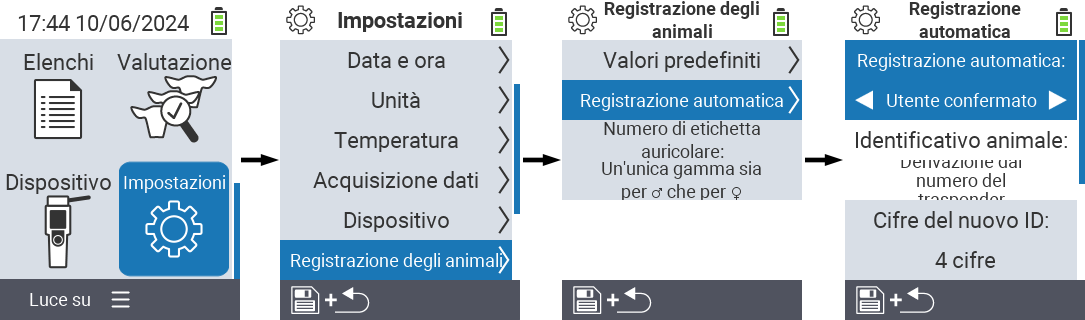 17:44 10/06/2024
Elenchi
Valutazione
Dispositivo
Impostazioni
Luce su
Impostazioni
Data e ora
Unità
Temperatura
Acquisizione dati
Dispositivo
Registrazione degli animali
+
Registrazione degli
animali
Valori predefiniti
Registrazione automatica
Numero di etichetta
auricolare:
Un'unica gamma sia
per ♂ che per ♀
+
Registrazione
automatica
Registrazione automatica:
Utente confermato
Identificativo animale:
Derivazione dal
numero del
trasponder
Cifre del nuovo ID:
4 cifre
+